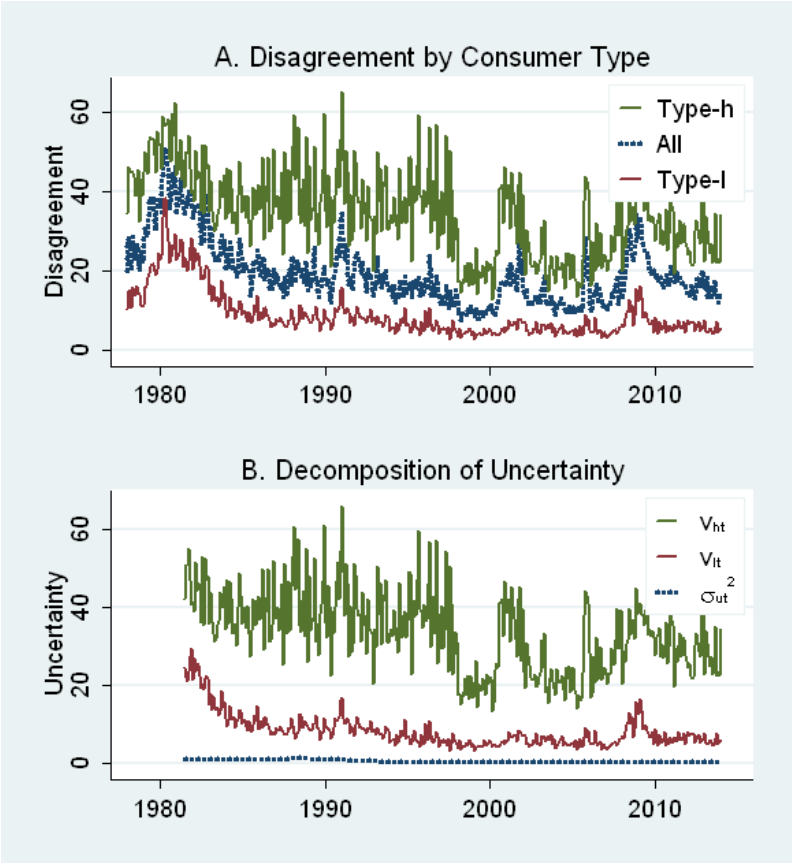 A. Disagreement by Consumer Type
Disagreement
60
40
20
0
Type-h
All
Type-l
1980 1990 2000 2010
B. Decomposition of Uncertainty
Uncertainty
60
40
20
0
Vht
Vlt
σut²
1980 1990 2000 2010